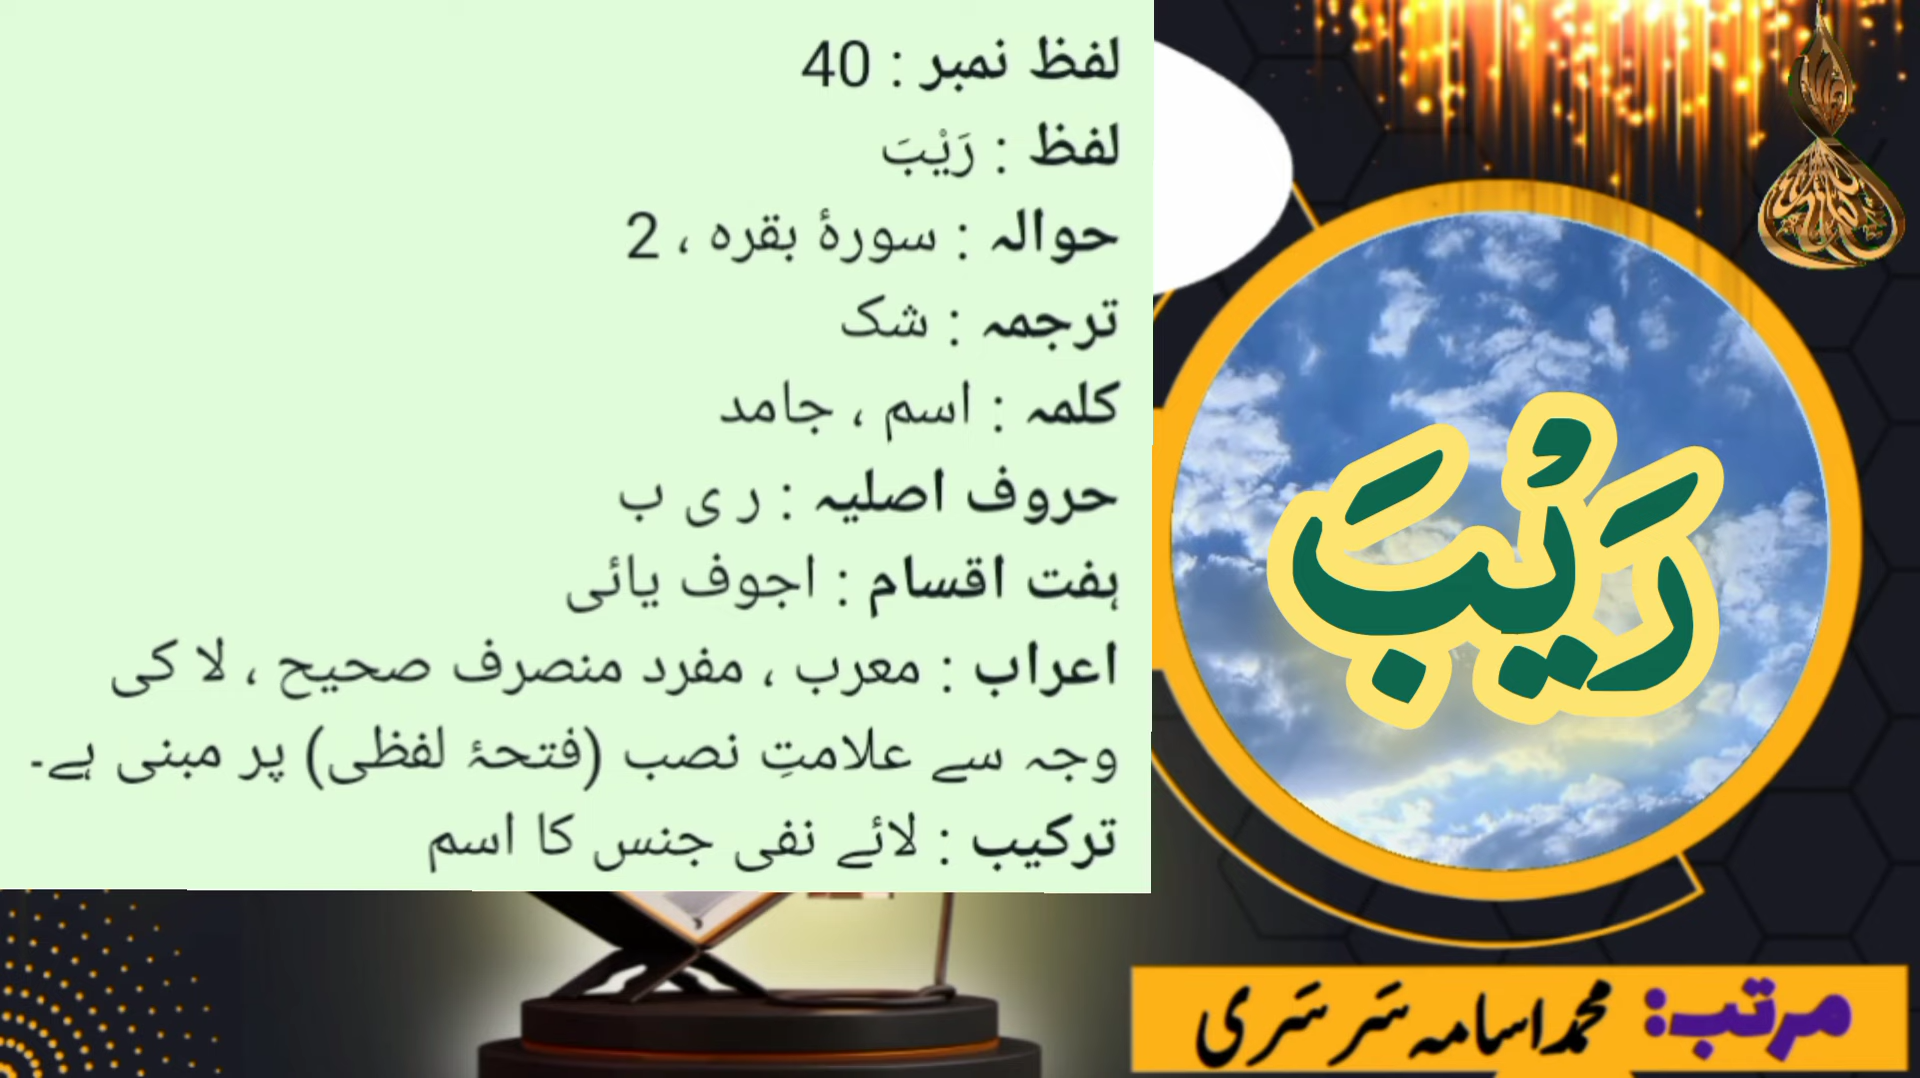 لفظ نمبر : 40
لفظ : رَیْبَ
حوالہ : سورۂ بقرہ ، 2
ترجمہ : شک
کلمہ : اسم ، جامد
حروف اصلیہ : ر ی ب
ہفت اقسام : اجوف یائی
اعراب : معرب ، مفرد منصرف صحیح ، لا کی
وجہ سے علامتِ نصب (فتحۂ لفظی) پر مبنی ہے۔
ترکیب : لائے نفی جنس کا اسم
رَيْبَ
مرتب: محمد اسامہ سَرسَری